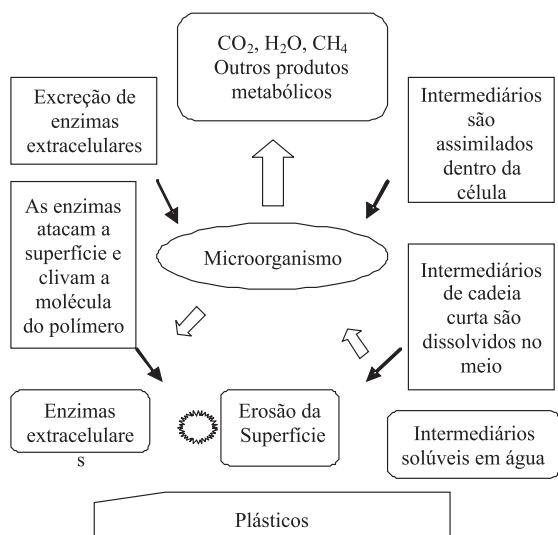 CO2, H2O, CH4
Outros produtos
metabólicos
Excreção de
enzimas
extracelulares
Intermediários
são
assimilados
dentro da
célula
As enzimas
atacam a
superfície e
clivam a
molécula
do polímero
Microorganismo
Intermediários
de cadeia
curta são
dissolvidos no
meio
Enzimas
extracelulare
s
Erosão da
Superfície
Intermediários
solúveis em água
Plásticos